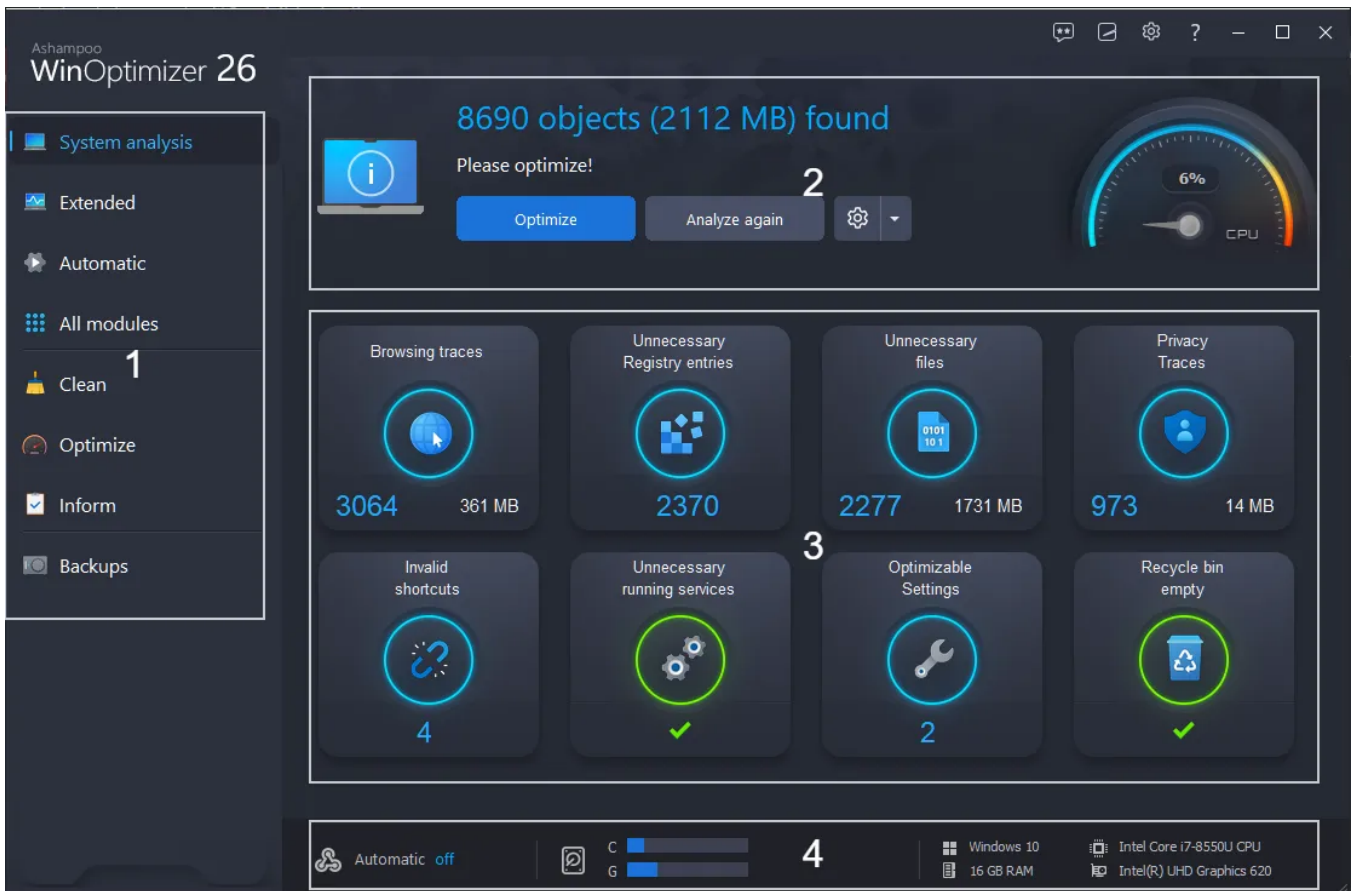 Ashampoo
WinOptimizer 26
?
System analysis
Extended
Automatic
All modules
1
Clean
Optimize
Inform
Backups
8690 objects (2112 MB) found
Please optimize!
2
Optimize
Analyze again
6%
CPU
Browsing traces
3064 361 MB
Unnecessary
Registry entries
2370
Unnecessary
files
0101
10 1
2277 1731 MB
Privacy
Traces
973 14 MB
3
Invalid
shortcuts
4
Unnecessary
running services
Optimizable
Settings
2
Recycle bin
empty
Automatic off
C
G
4
Windows 10
16 GB RAM
Intel Core i7-8550U CPU
Intel(R) UHD Graphics 620